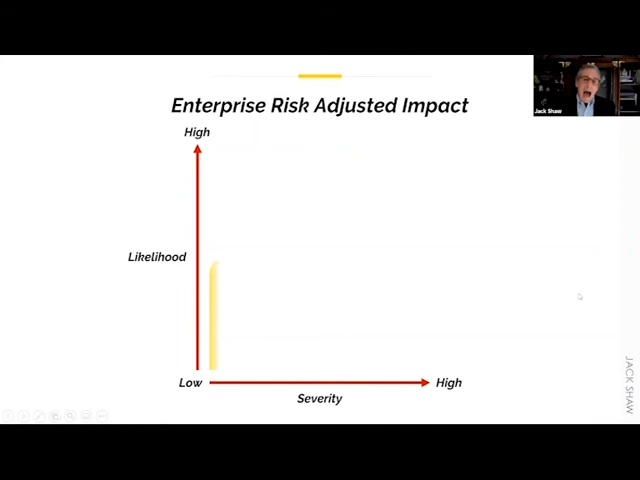 Jack Shaw
Enterprise Risk Adjusted Impact
High
Likelihood
Low
High
Severity
JACK SHAW